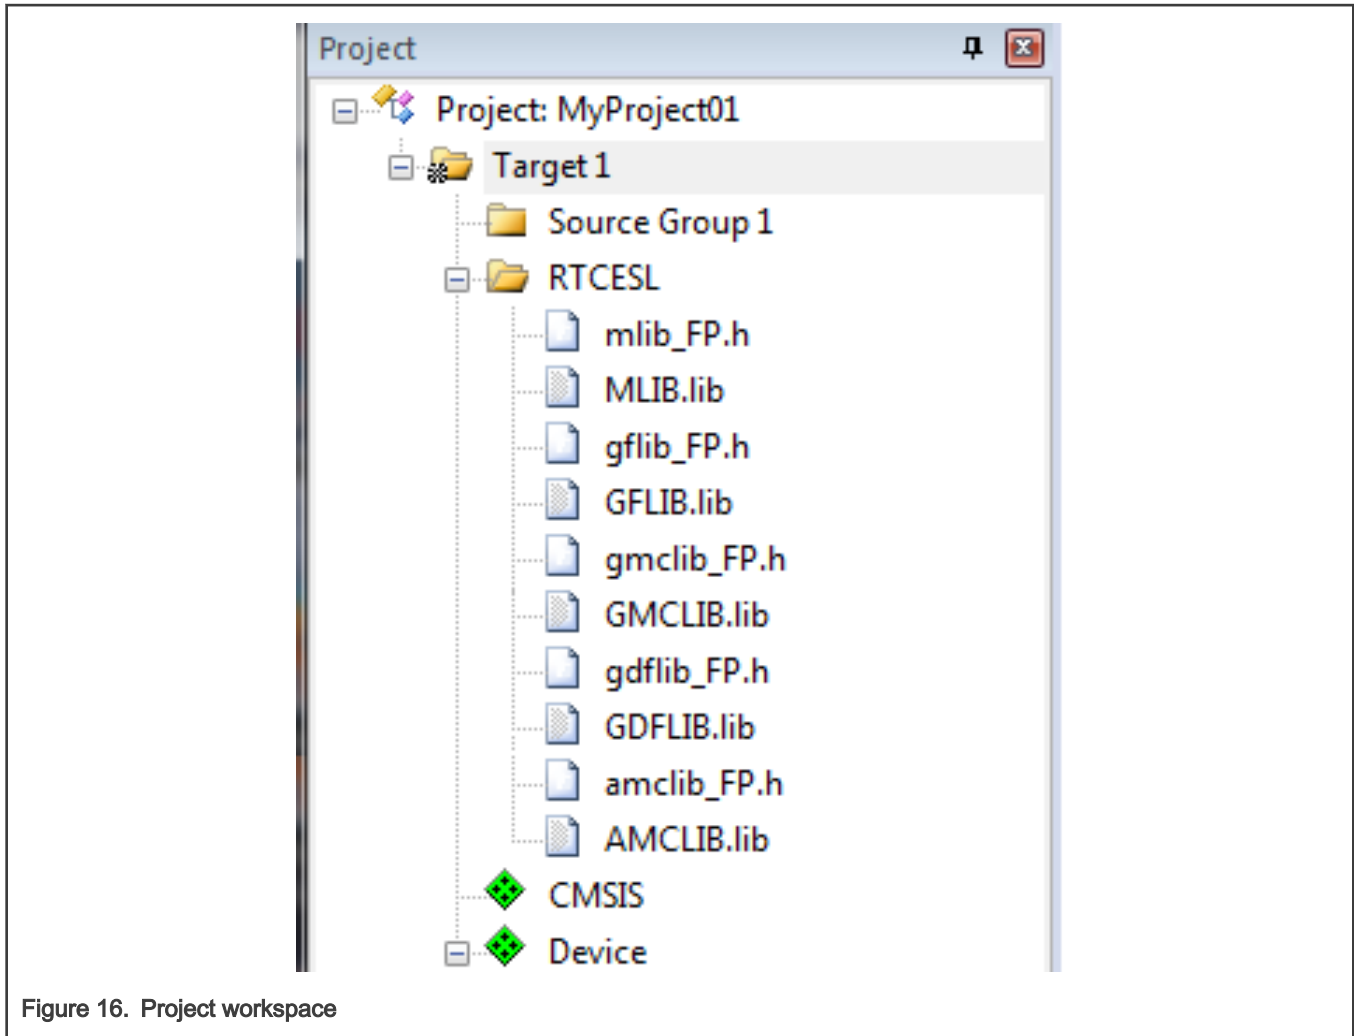 Project
Project: MyProject01
Target 1
Source Group 1
RTCESL
mlib_FP.h
MLIB.lib
gflib_FP.h
GFLIB.lib
gmclib_FP.h
GMCLIB.lib
gdflib_FP.h
GDFLIB.lib
amclib_FP.h
AMCLIB.lib
CMSIS
Device
Figure 16. Project workspace